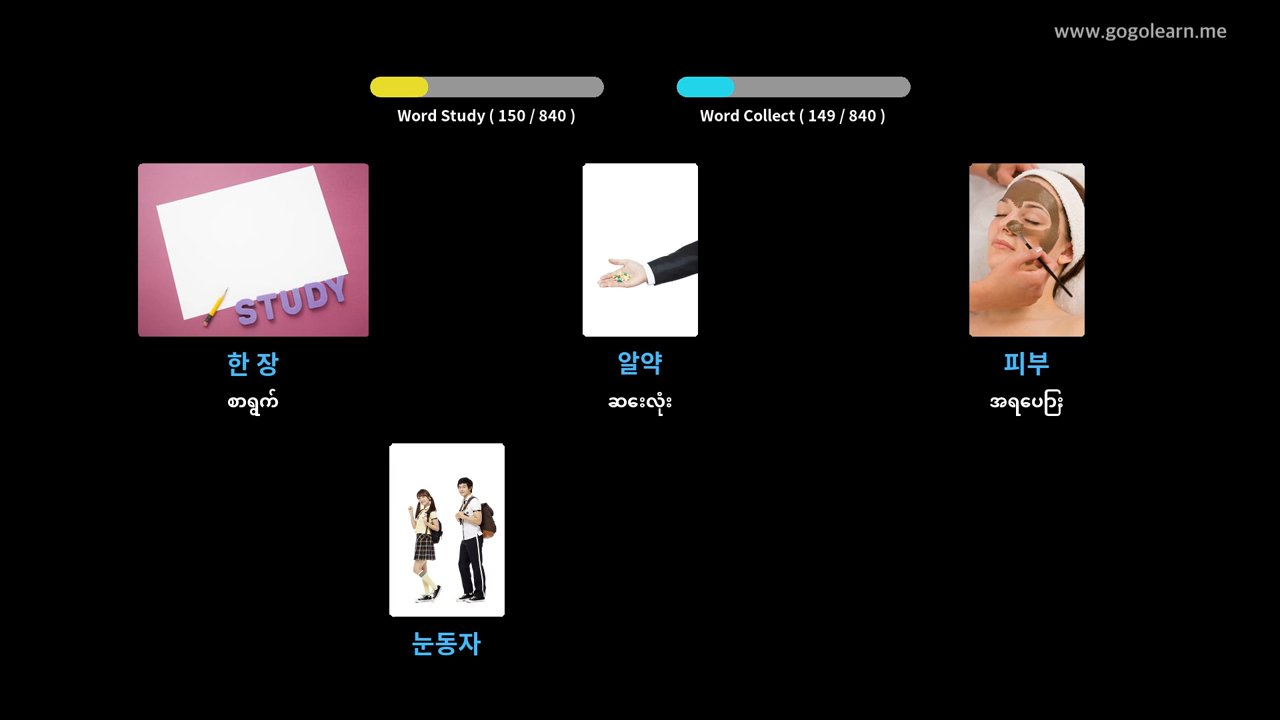 www.gogolearn.me
Word Study ( 150 / 840 )
Word Collect ( 149 / 840 )
STUDY
한 장
알약
피부
စာရွက်
ဆေးလုံး
အရေပြား
눈동자